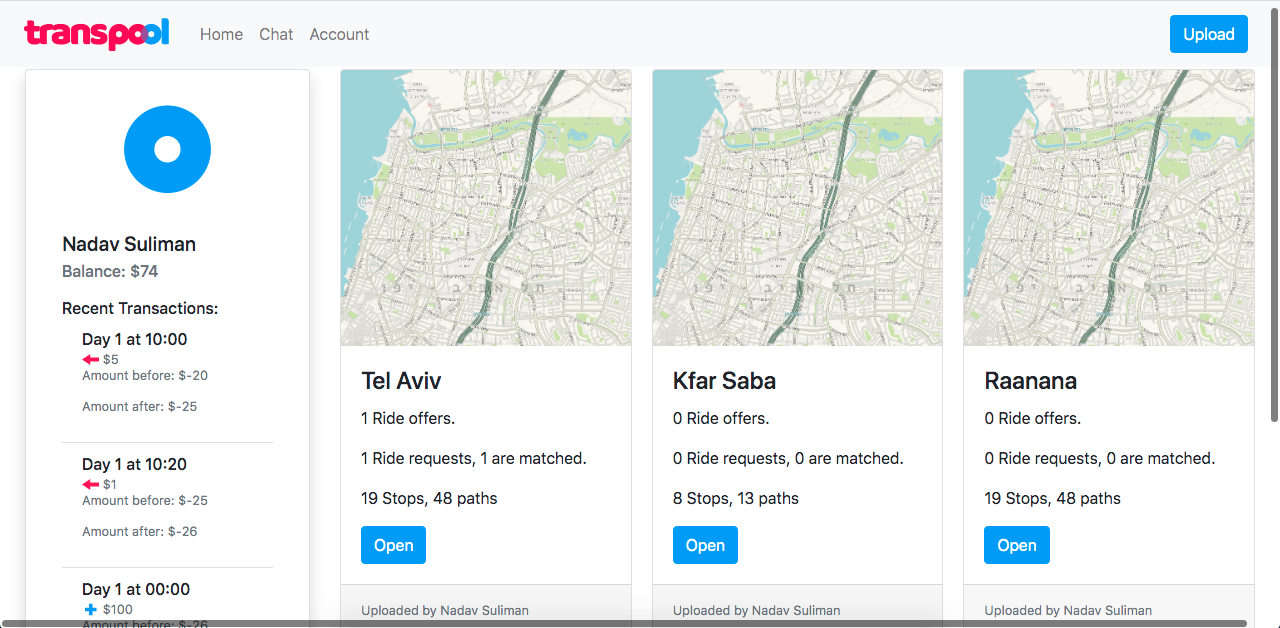 transpool
Home Chat Account
Upload
Nadav Suliman
Balance: $74
Recent Transactions:
Day 1 at 10:00
$5
Amount before: $-20
Amount after: $-25
Day 1 at 10:20
$1
Amount before: $-25
Amount after: $-26
Day 1 at 00:00
$100
Amount before: $-26
Tel Aviv
1 Ride offers.
1 Ride requests, 1 are matched.
19 Stops, 48 paths
Open
Uploaded by Nadav Suliman
Kfar Saba
0 Ride offers.
0 Ride requests, 0 are matched.
8 Stops, 13 paths
Open
Uploaded by Nadav Suliman
Raanana
0 Ride offers.
0 Ride requests, 0 are matched.
19 Stops, 48 paths
Open
Uploaded by Nadav Suliman